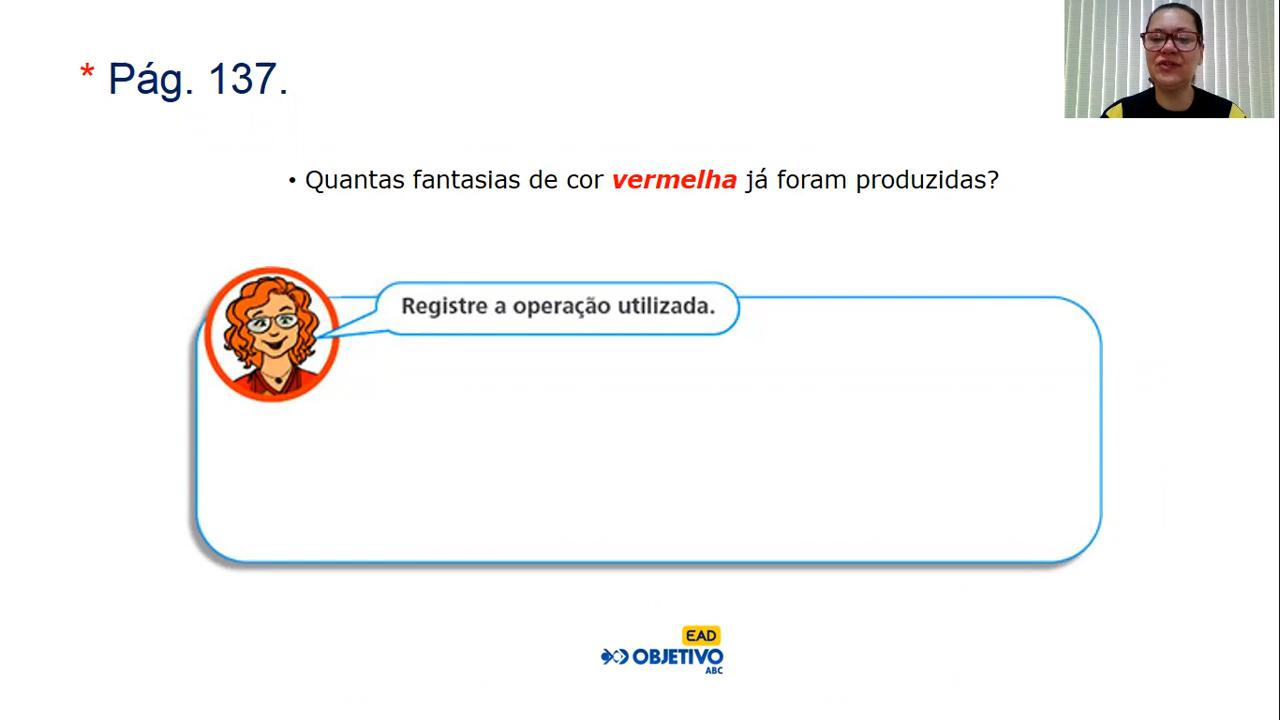 * Pág. 137.
• Quantas fantasias de cor vermelha já foram produzidas?
Registre a operação utilizada.
EAD
OBJETIVO
ABC